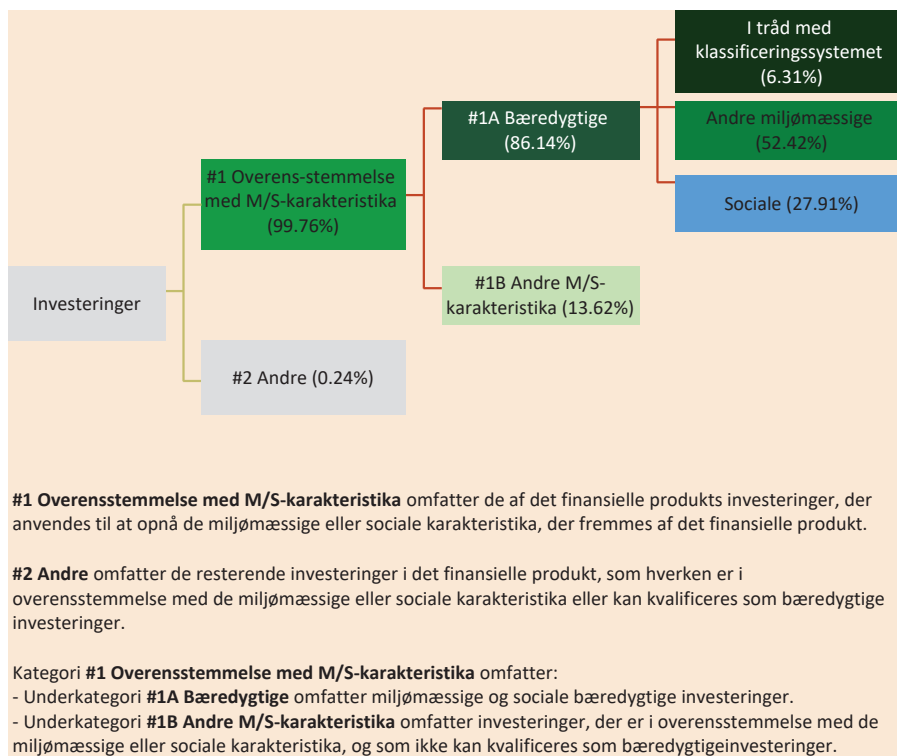 I tråd med
klassificeringssystemet
(6.31%)
#1A Bæredygtige
(86.14%)
Andre miljømæssige
(52.42%)
#1 Overens-stemmelse
med M/S-karakteristika
(99.76%)
Sociale (27.91%)
Investeringer
#1B Andre M/S-
karakteristika (13.62%)
#2 Andre (0.24%)
#1 Overensstemmelse med M/S-karakteristika omfatter de af det finansielle produkts investeringer, der
anvendes til at opnå de miljømæssige eller sociale karakteristika, der fremmes af det finansielle produkt.
#2 Andre omfatter de resterende investeringer i det finansielle produkt, som hverken er i
overensstemmelse med de miljømæssige eller sociale karakteristika eller kan kvalificeres som bæredygtige
investeringer.
Kategori #1 Overensstemmelse med M/S-karakteristika omfatter:
- Underkategori #1A Bæredygtige omfatter miljømæssige og sociale bæredygtige investeringer.
- Underkategori #1B Andre M/S-karakteristika omfatter investeringer, der er i overensstemmelse med de
miljømæssige eller sociale karakteristika, og som ikke kan kvalificeres som bæredygtigeinvesteringer.